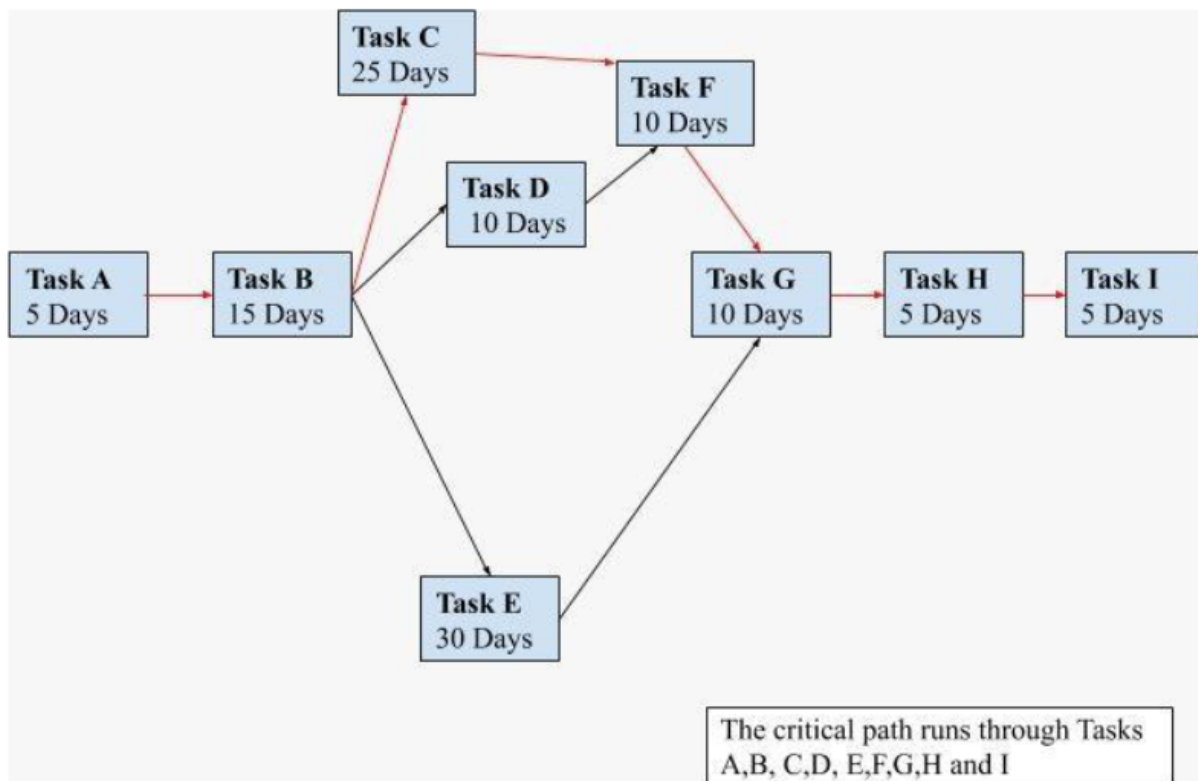 Task C
25 Days
Task F
10 Days
Task D
10 Days
Task A
5 Days
Task B
15 Days
Task G
10 Days
Task H
5 Days
Task I
5 Days
Task E
30 Days
The critical path runs through Tasks
A,B, C,D, E,F,G,H and I